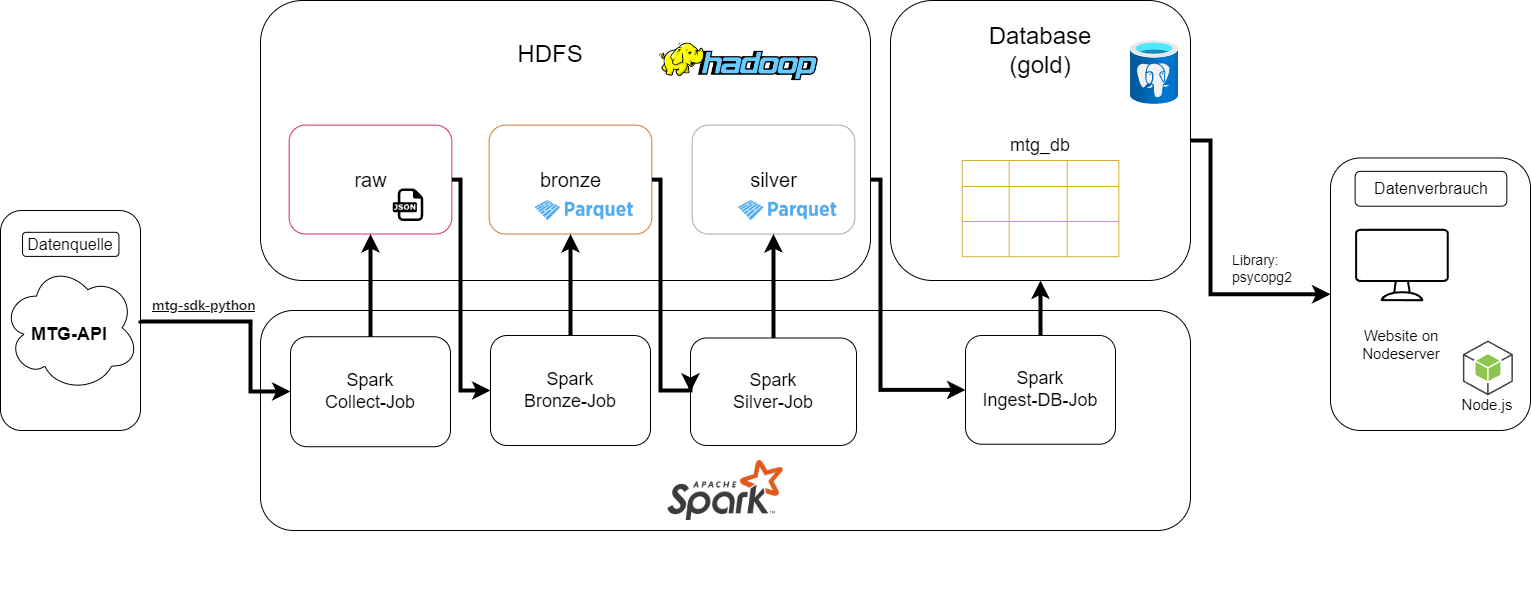 HDFS
hadoop
Database
(gold)
mtg_db
raw
JSON
bronze
Parquet
silver
Parquet
Datenquelle
MTG-API
mtg-sdk-python
Library:
psycopg2
Datenverbrauch
Website on
Nodeserver
Node.js
Spark
Collect-Job
Spark
Bronze-Job
Spark
Silver-Job
Spark
Ingest-DB-Job
APACHE
Spark™